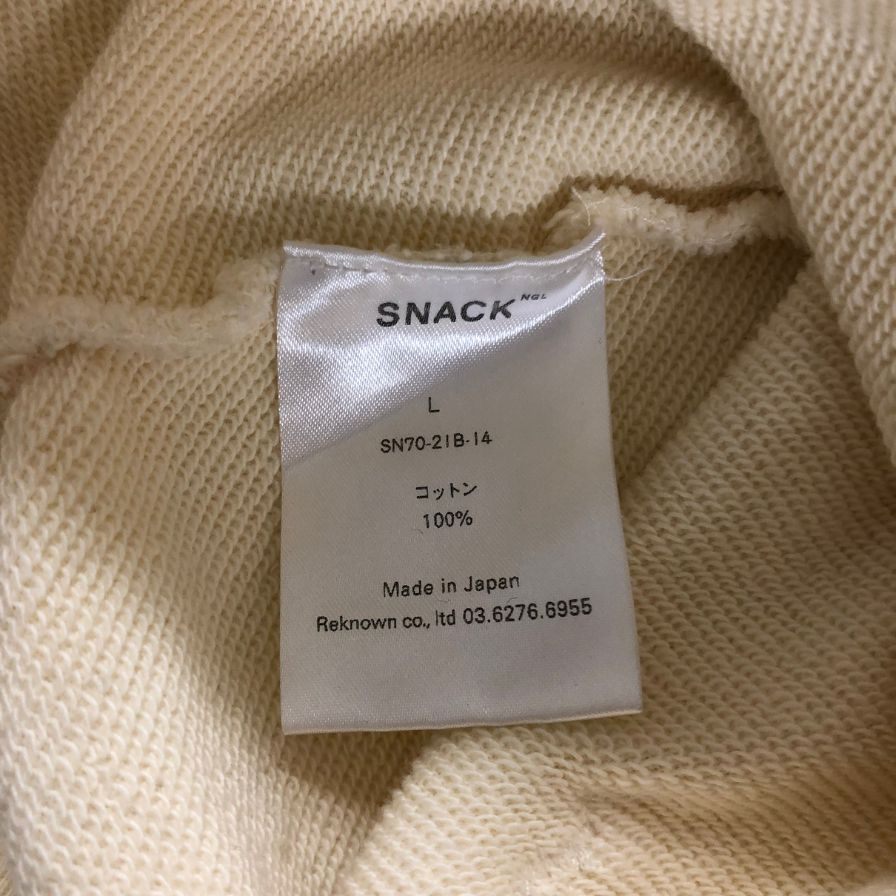 SNACK NGL
L
SN70-21B-14
コットン
100%
Made in Japan
Reknown co., ltd 03.6276.6955